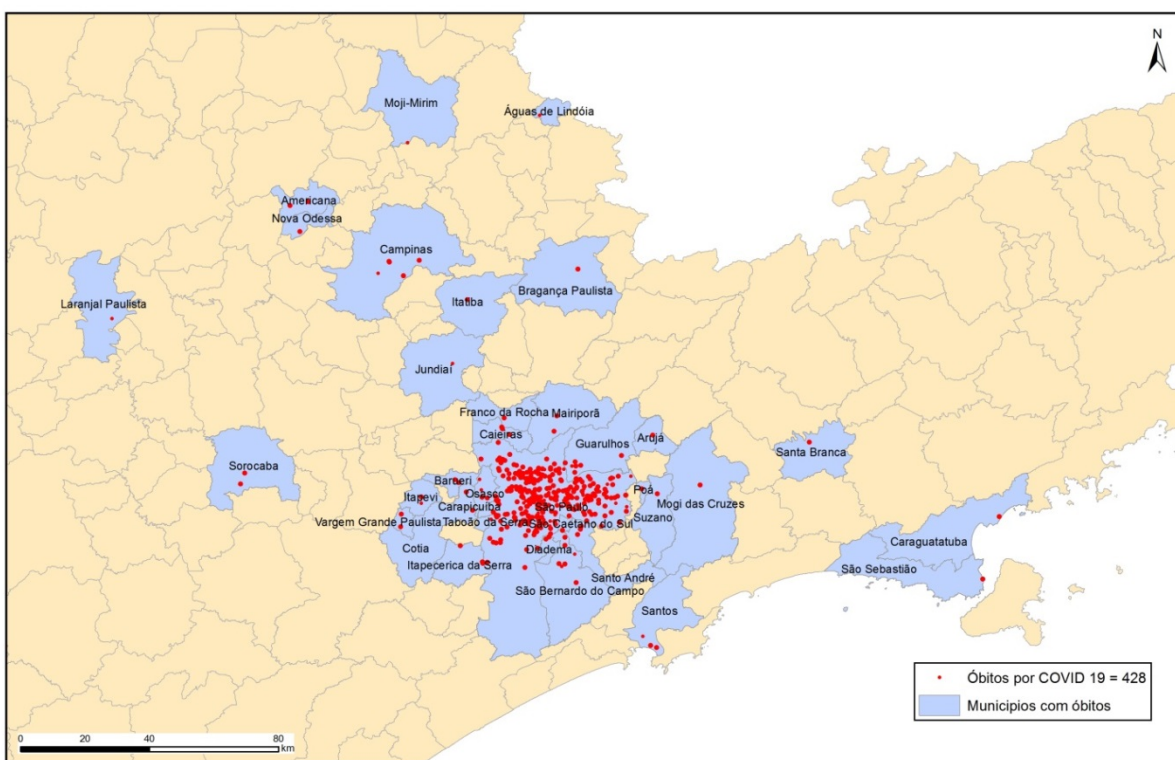 N
Moji-Mirim
Águas de Lindóia
Americana
Nova Odessa
Campinas
Laranjal Paulista
Itatiba
Bragança Paulista
Jundiaí
Franco da Rocha
Mairiporã
Caieiras
Guarulhos
Arujá
Santa Branca
Sorocaba
Barueri
Itapevi
Osasco
Carapicuíba
São Paulo
Poá
Mogi das Cruzes
Vargem Grande Paulista
Taboão da Serra
São Caetano do Sul
Suzano
Cotia
Diadema
Itapecerica da Serra
Santo André
São Bernardo do Campo
Santos
Caraguatatuba
São Sebastião
Óbitos por COVID 19 = 428
Municipios com óbitos
0 20 40 80
km